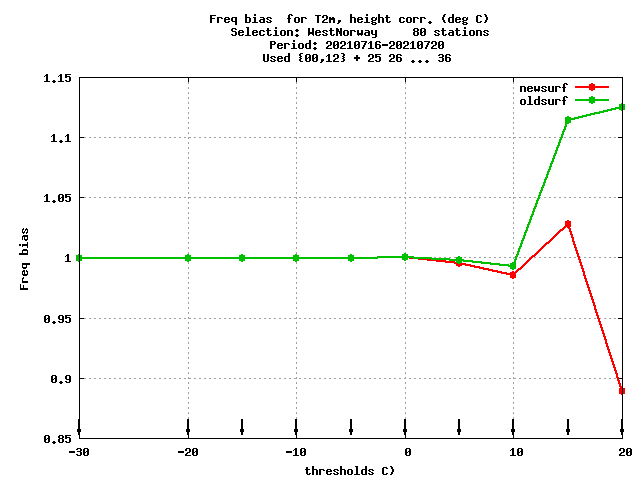 Freq bias  for T2m, height corr. (deg C)
Selection: WestNorway     80 stations
Period: 20210716-20210720
Used {00,12} + 25 26 ... 36
newsurf
oldsurf
1.15
1.1
1.05
1
0.95
0.9
0.85
Freq bias
-30
-20
-10
0
10
20
thresholds C)